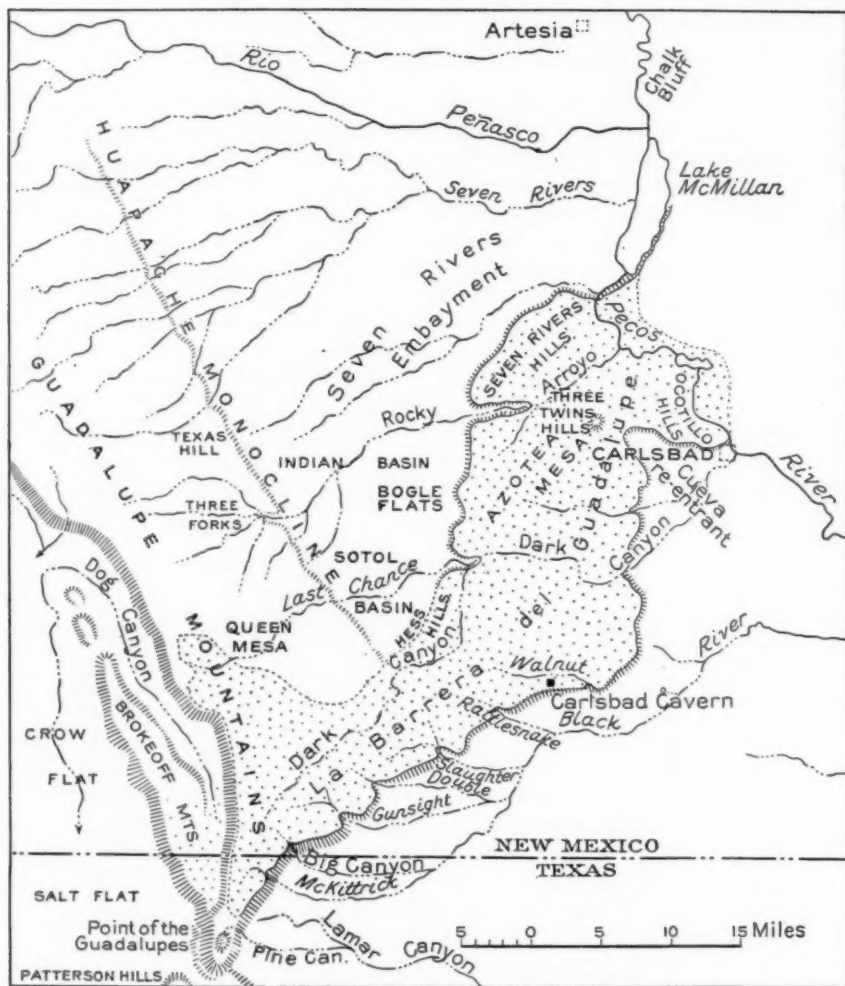 Artesia
Chalk
Bluff
Rio
Peñasco
HUAPACHE MONOCLINE
Lake
McMillan
Seven Rivers
Seven Rivers
Embayment
SEVEN RIVERS
HILLS
Pecos
Arroyo
GUADALUPE
MOUNTAINS
THREE
TWINS
HILLS
OCOTILLO
HILLS
Rocky
TEXAS
HILL
INDIAN BASIN
AZOTEA
MESA
Guadalupe
CARLSBAD
BOGLE
FLATS
Cueva
re-entrant
River
THREE
FORKS
SOTOL
BASIN
Dark
Canyon
Dog
Canyon
Last Chance
HESS
HILLS
Canyon
QUEEN
MESA
del
River
Walnut
Carlsbad Cavern
Black
Rattlesnake
Barrera
La
Dark
CROW
FLAT
BROKEOFF
MTS.
Slaughter
Double
Gunsight
NEW MEXICO
TEXAS
Big Canyon
McKittrick
SALT FLAT
Point of the
Guadalupes
Lamar
Canyon
Pine Can.
5 0 5 10 15 Miles
PATTERSON HILLS